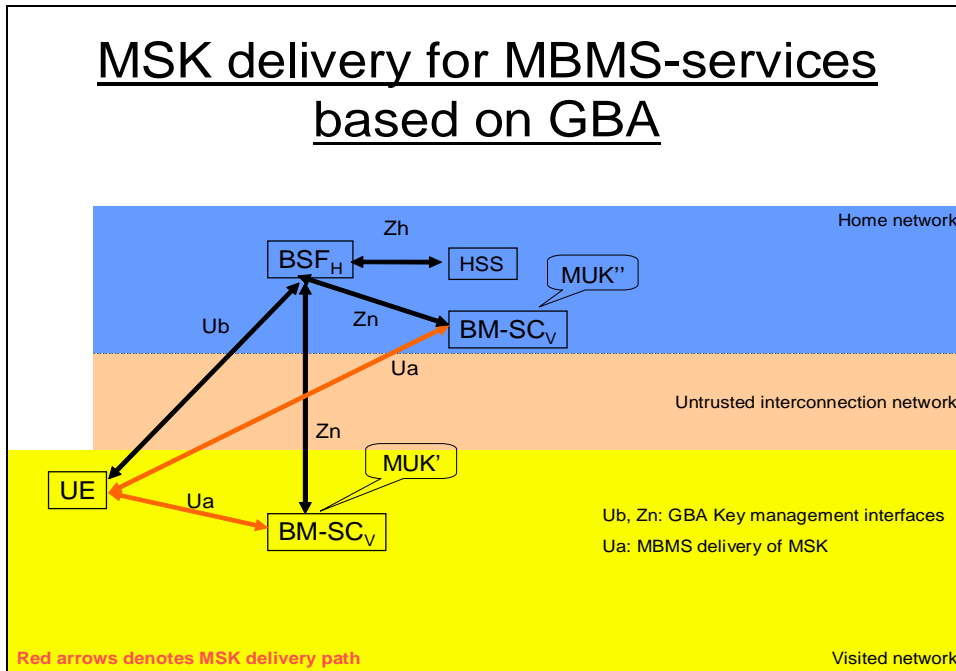 MSK delivery for MBMS-services
based on GBA
Home network
Zh
BSFH
HSS
MUK''
Ub
Zn
BM-SCV
Ua
Untrusted interconnection network
Zn
MUK'
UE
Ua
BM-SCV
Ub, Zn: GBA Key management interfaces
Ua: MBMS delivery of MSK
Red arrows denotes MSK delivery path
Visited network